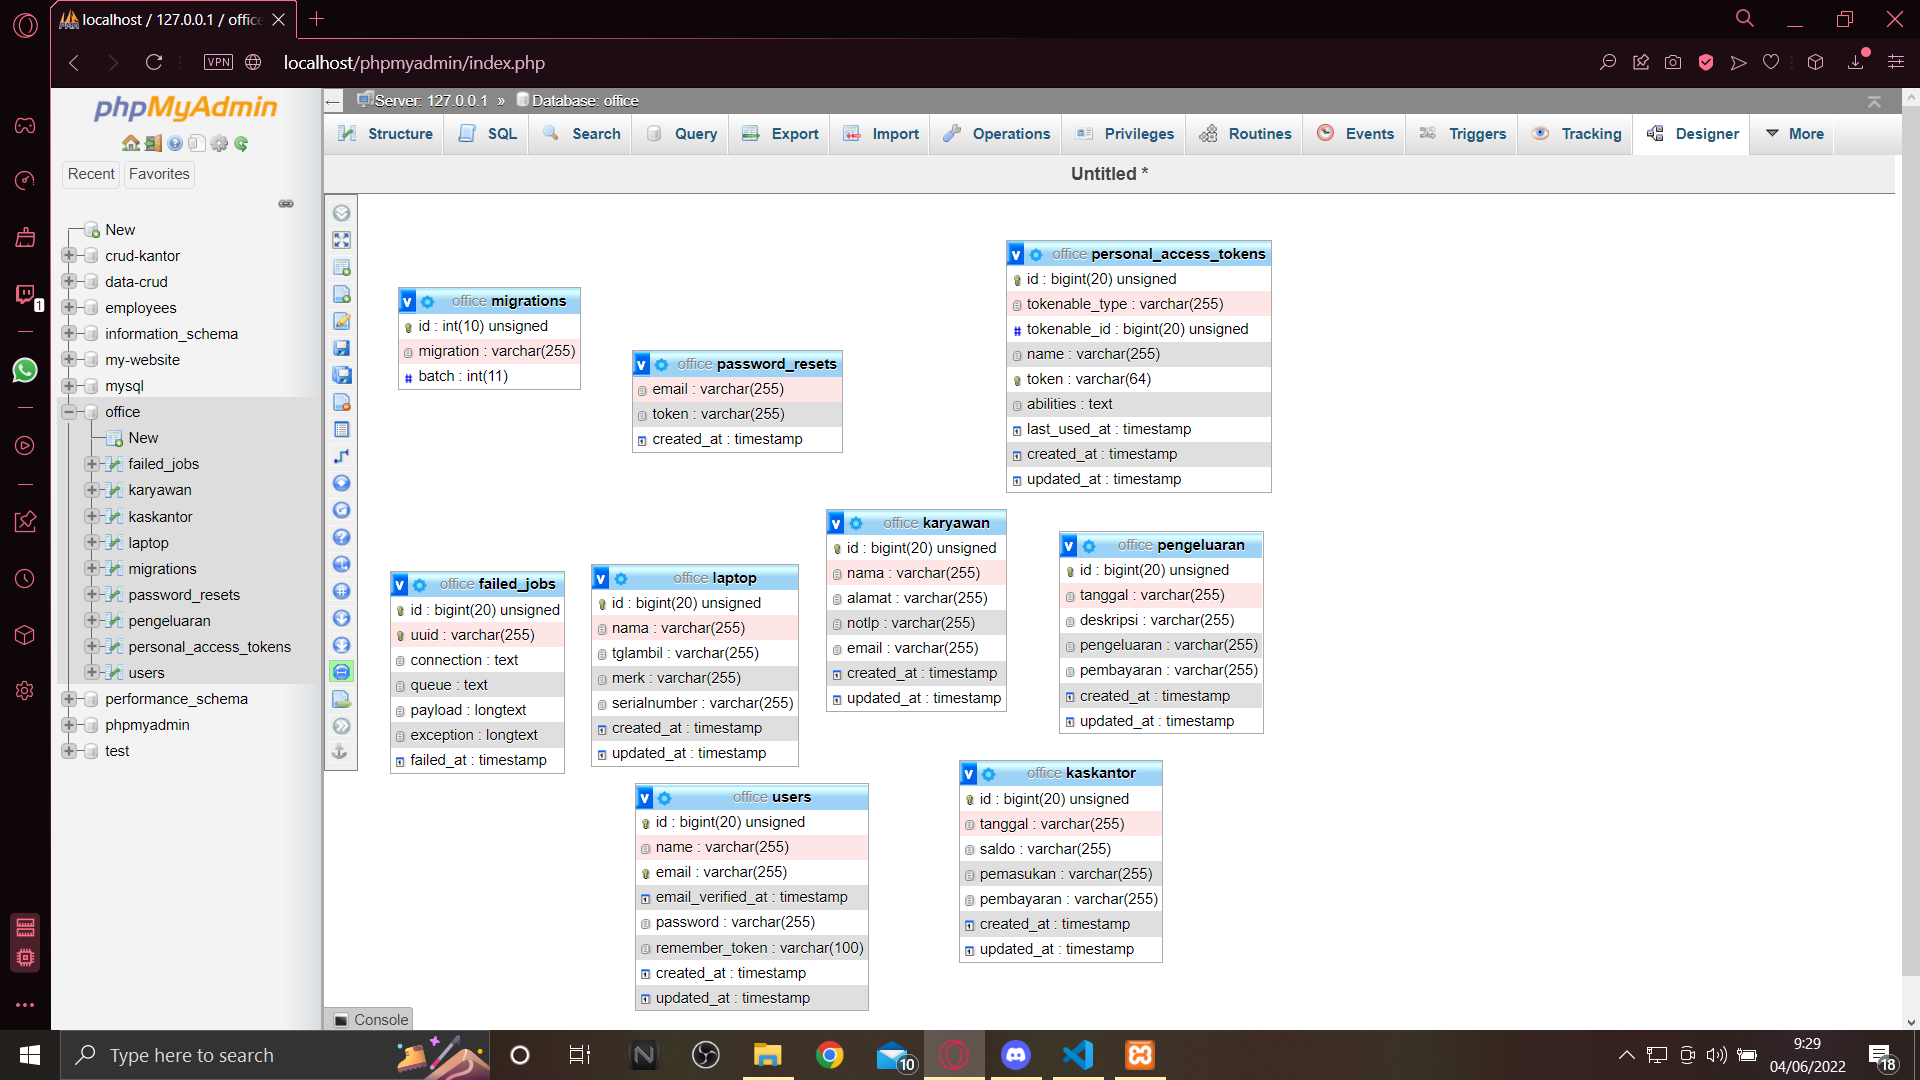 localhost / 127.0.0.1 / office
VPN
localhost/phpmyadmin/index.php
1
phpMyAdmin
Recent
Favorites
New
crud-kantor
data-crud
employees
information_schema
my-website
mysql
office
New
failed_jobs
karyawan
kaskantor
laptop
migrations
password_resets
pengeluaran
personal_access_tokens
users
performance_schema
phpmyadmin
test
Server: 127.0.0.1 » Database: office
Structure
SQL
Search
Query
Export
Import
Operations
Privileges
Routines
Events
Triggers
Tracking
Designer
More
Untitled *
v office migrations
id : int(10) unsigned
migration : varchar(255)
# batch : int(11)
v office password_resets
email : varchar(255)
token : varchar(255)
created_at : timestamp
v office personal_access_tokens
id : bigint(20) unsigned
tokenable_type : varchar(255)
# tokenable_id : bigint(20) unsigned
name : varchar(255)
token : varchar(64)
abilities : text
last_used_at : timestamp
created_at : timestamp
updated_at : timestamp
v office failed_jobs
id : bigint(20) unsigned
uuid : varchar(255)
connection : text
queue : text
payload : longtext
exception : longtext
failed_at : timestamp
v office laptop
id : bigint(20) unsigned
nama : varchar(255)
tglambil : varchar(255)
merk : varchar(255)
serialnumber : varchar(255)
created_at : timestamp
updated_at : timestamp
v office karyawan
id : bigint(20) unsigned
nama : varchar(255)
alamat : varchar(255)
notlp : varchar(255)
email : varchar(255)
created_at : timestamp
updated_at : timestamp
v office pengeluaran
id : bigint(20) unsigned
tanggal : varchar(255)
deskripsi : varchar(255)
pengeluaran : varchar(255)
pembayaran : varchar(255)
created_at : timestamp
updated_at : timestamp
v office users
id : bigint(20) unsigned
name : varchar(255)
email : varchar(255)
email_verified_at : timestamp
password : varchar(255)
remember_token : varchar(100)
created_at : timestamp
updated_at : timestamp
v office kaskantor
id : bigint(20) unsigned
tanggal : varchar(255)
saldo : varchar(255)
pemasukan : varchar(255)
pembayaran : varchar(255)
created_at : timestamp
updated_at : timestamp
Console
Type here to search
10
9:29
04/06/2022
18